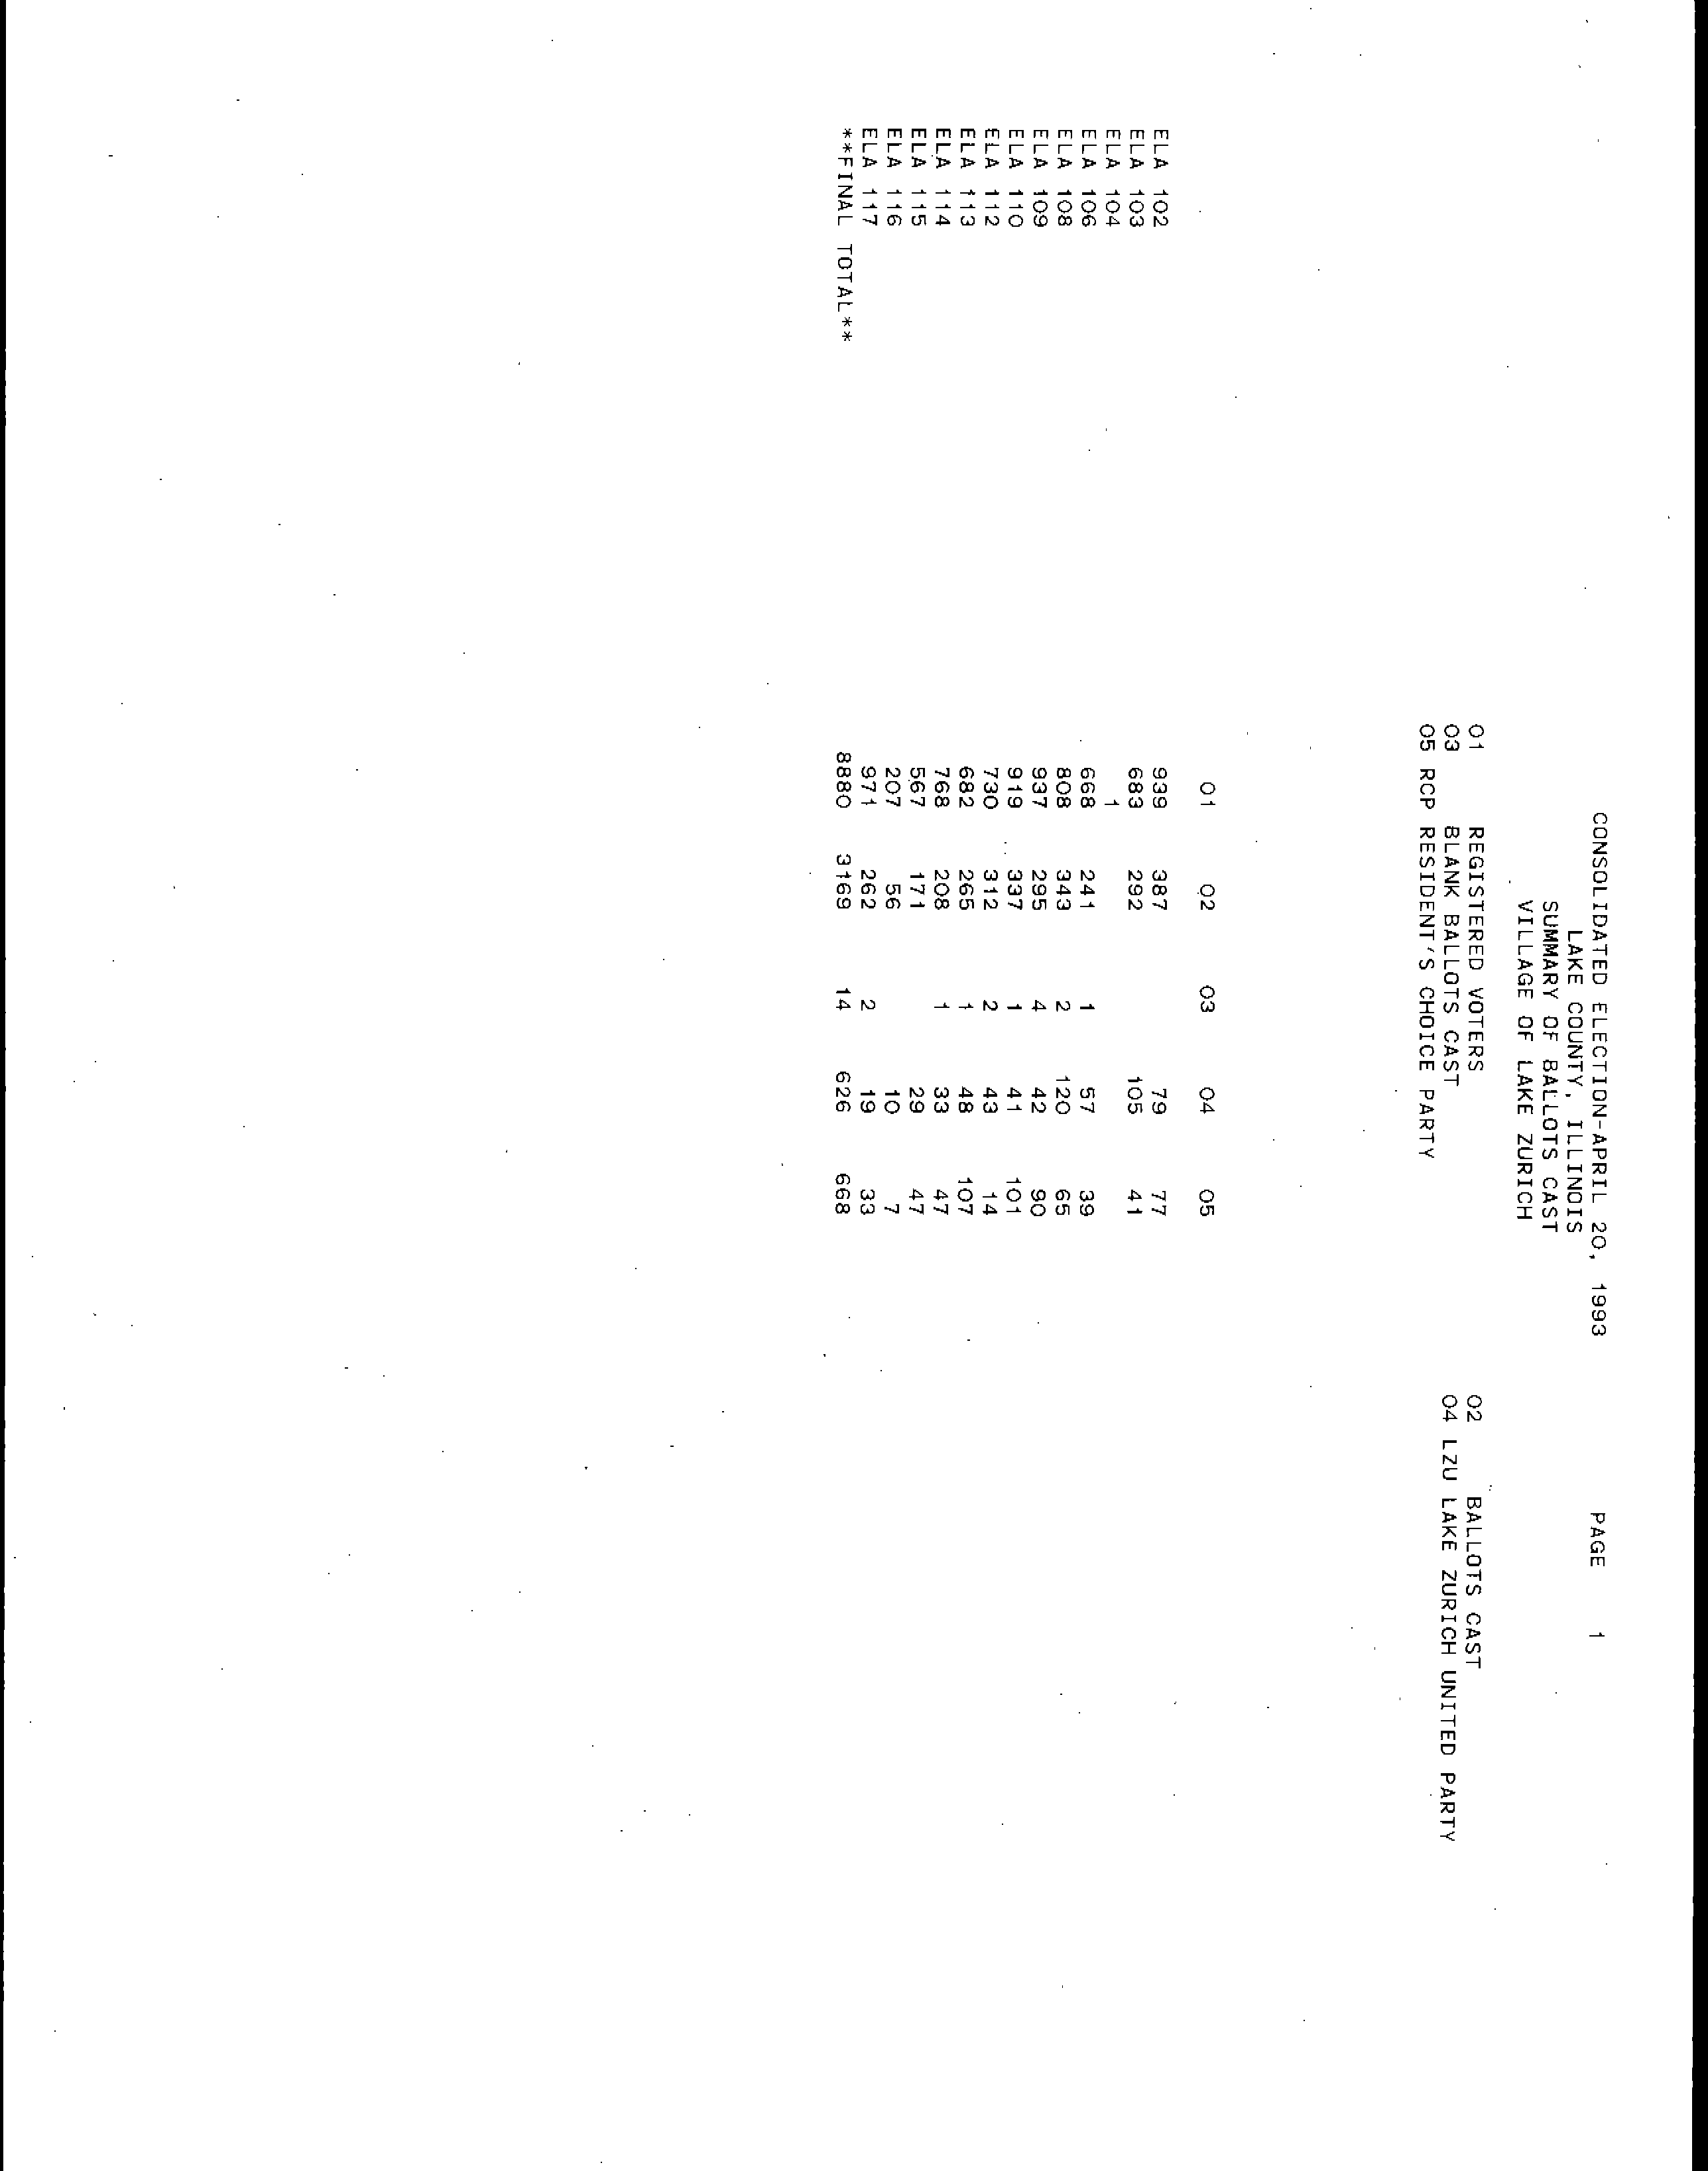 CONSOLIDATED ELECTION-APRIL 20, 1993 PAGE 1
LAKE COUNTY, ILLINOIS
SUMMARY OF BALLOTS CAST
VILLAGE OF LAKE ZURICH
01 REGISTERED VOTERS 02 BALLOTS CAST
03 BLANK BALLOTS CAST 04 LZU LAKE ZURICH UNITED PARTY
05 RCP RESIDENT'S CHOICE PARTY
01 02 03 04 05
ELA 102 939 387 79 77
ELA 103 683 292 105 41
ELA 104 1
ELA 106 668 241 1 57 39
ELA 108 808 343 2 120 65
ELA 109 937 295 4 42 90
ELA 110 919 337 1 41 101
ELA 112 730 312 2 43 14
ELA 113 682 265 1 48 107
ELA 114 768 208 1 33 47
ELA 115 567 171 29 47
ELA 116 207 56 10 7
ELA 117 971 262 2 19 33
**FINAL TOTAL** 8880 3169 14 626 668